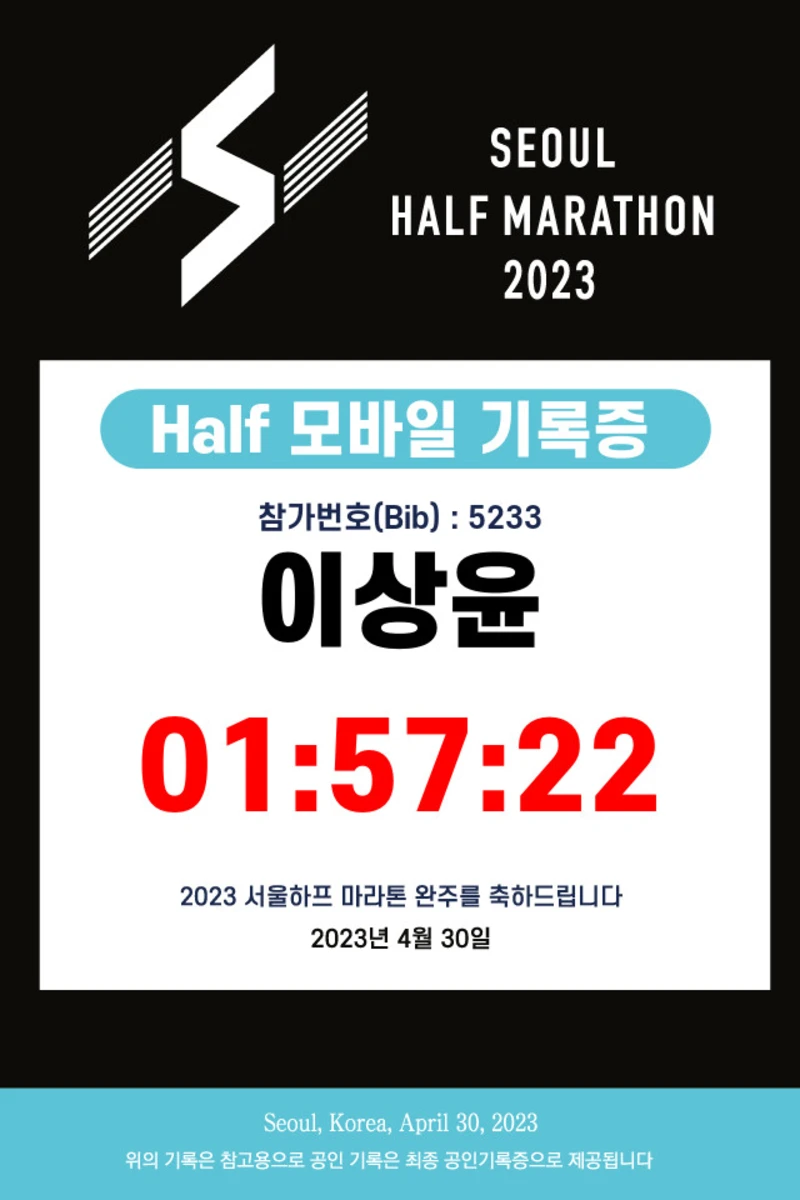 SEOUL
HALF MARATHON
2023
Half 모바일 기록증
참가번호(Bib) : 5233
이상윤
01:57:22
2023 서울하프 마라톤 완주를 축하드립니다
2023년 4월 30일
Seoul, Korea, April 30, 2023
위의 기록은 참고용으로 공인 기록은 최종 공인기록증으로 제공됩니다